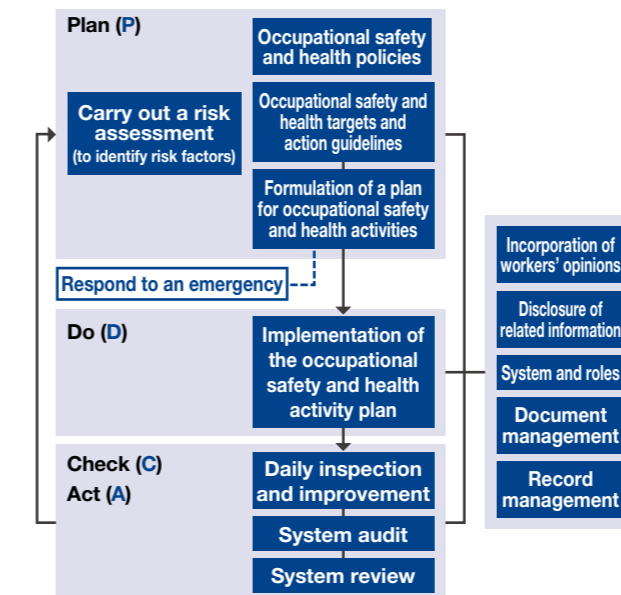 Plan (P)
Occupational safety
and health policies
Carry out a risk
assessment
(to identify risk factors)
Occupational safety and
health targets and
action guidelines
Formulation of a plan
for occupational safety
and health activities
Respond to an emergency
Do (D)
Implementation of
the occupational
safety and health
activity plan
Check (C)
Act (A)
Daily inspection
and improvement
System audit
System review
Incorporation of
workers’ opinions
Disclosure of
related information
System and roles
Document
management
Record
management